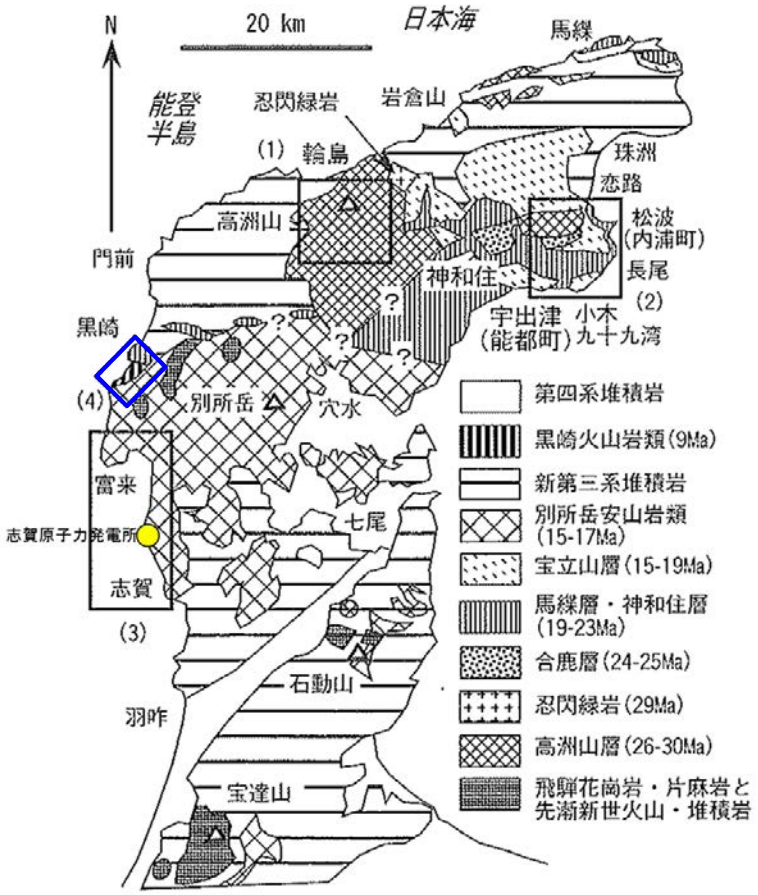 N
20 km
日本海
馬緤
能登
半島
忍閃緑岩
岩倉山
(1) 輪島
珠洲
恋路
高洲山
松波
(内浦町)
門前
神和住
長尾
(2)
?
黒崎
?
宇出津
(能都町)
小木
九十九湾
?
?
(4)
別所岳
穴水
第四系堆積岩
黒崎火山岩類(9Ma)
富来
新第三系堆積岩
七尾
別所岳安山岩類
(15-17Ma)
志賀原子力発電所
宝立山層(15-19Ma)
志賀
馬緤層・神和住層
(19-23Ma)
(3)
合鹿層(24-25Ma)
石動山
忍閃緑岩(29Ma)
羽咋
高洲山層(26-30Ma)
宝達山
飛騨花崗岩・片麻岩と
先漸新世火山・堆積岩